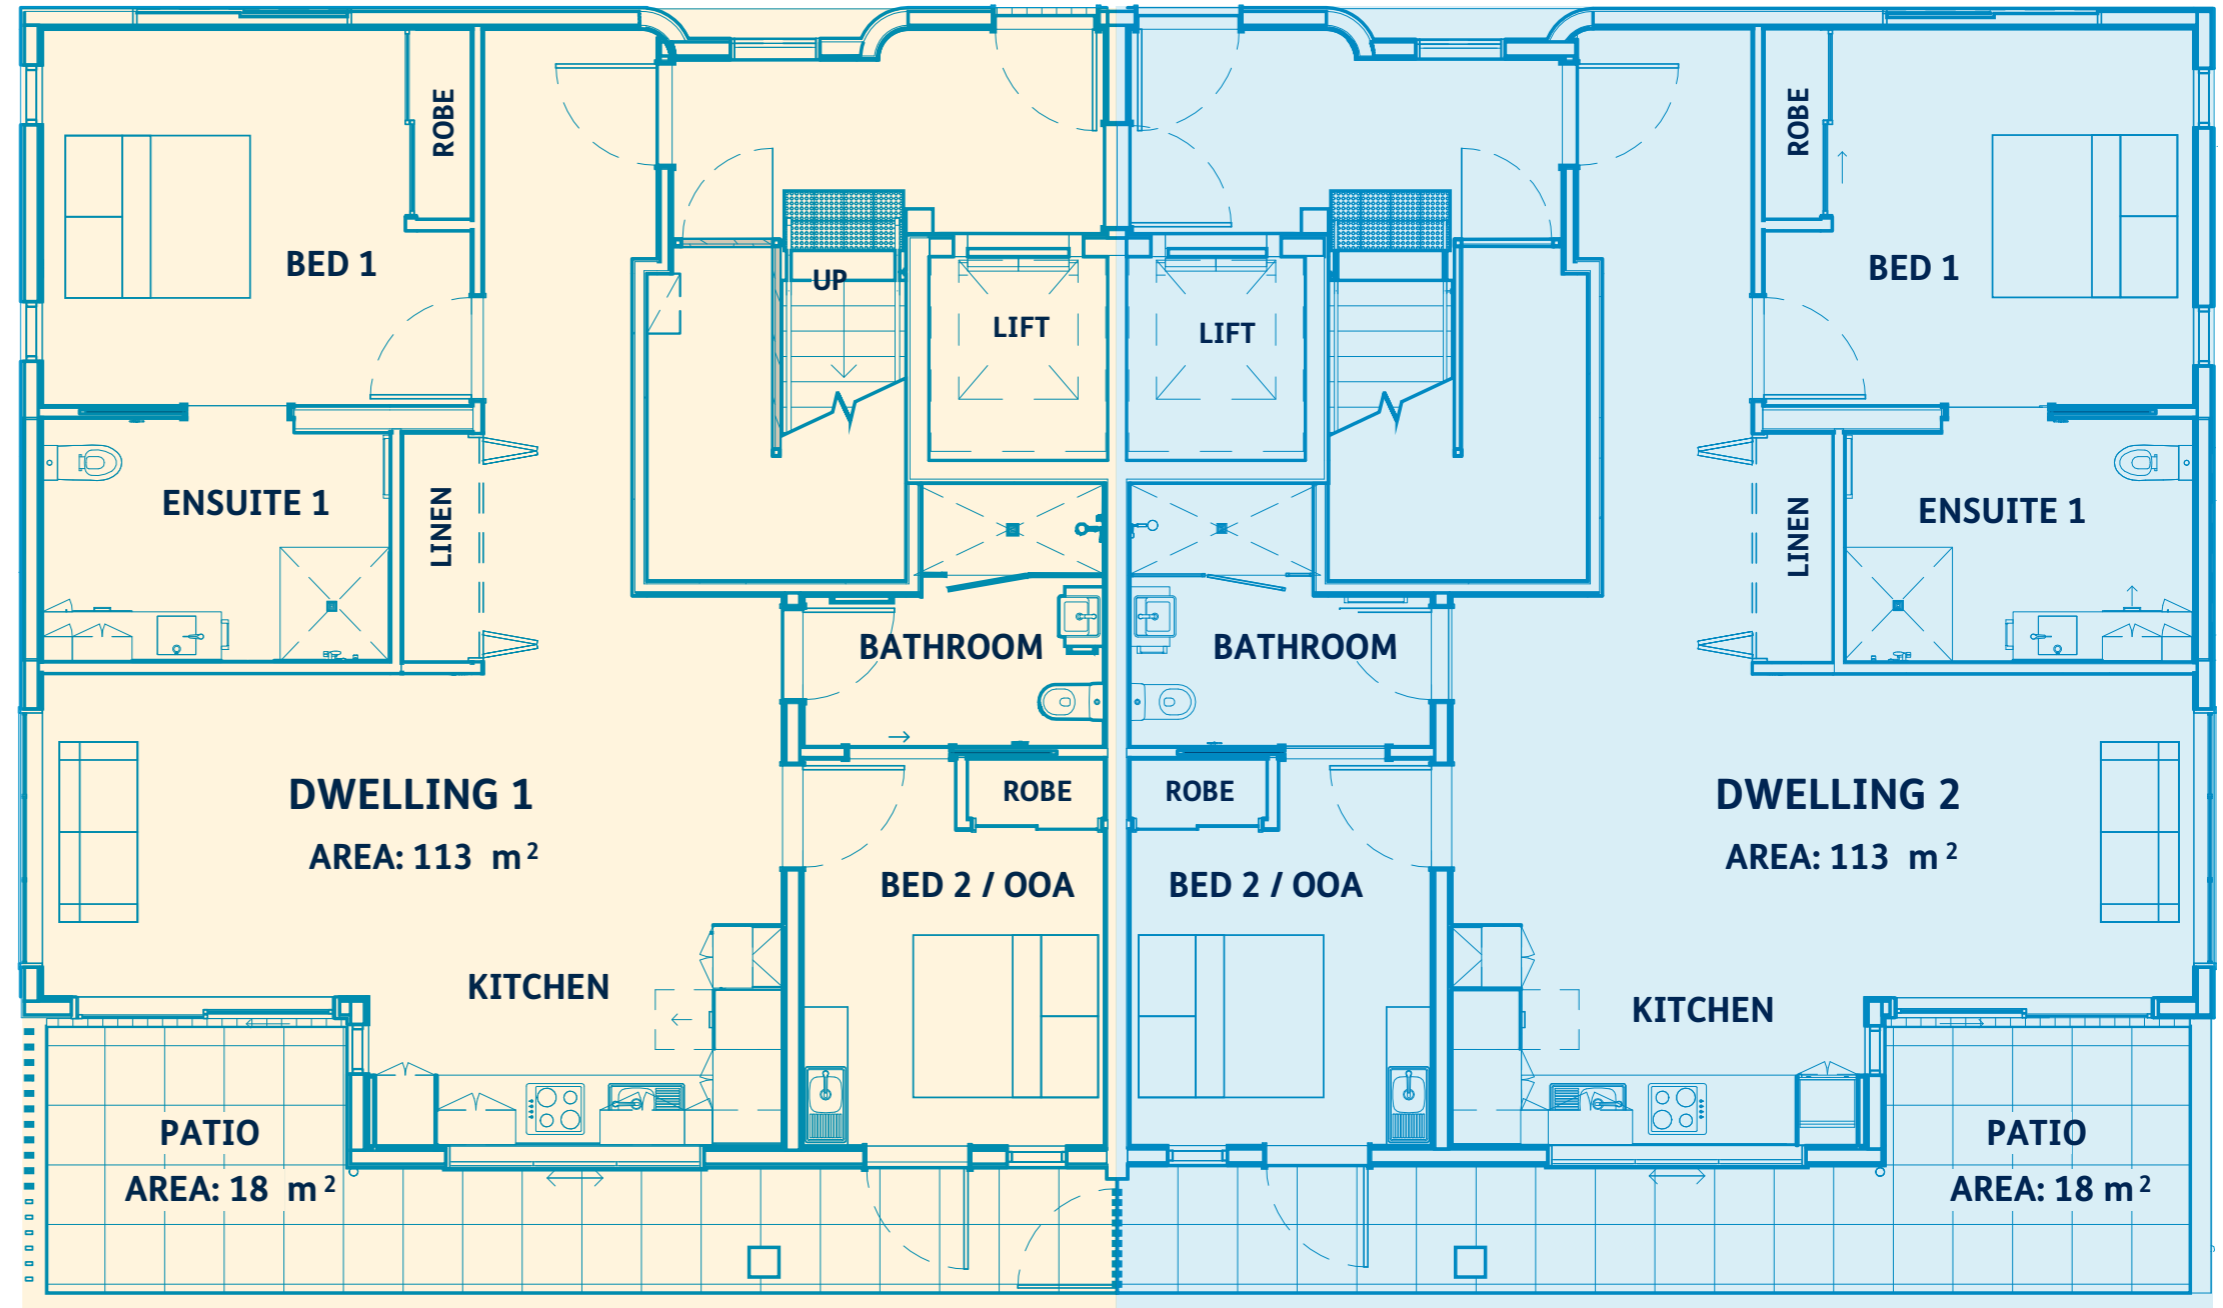 ROBE
ROBE
BED 1
UP
LIFT
LIFT
BED 1
ENSUITE 1
LINEN
LINEN
ENSUITE 1
BATHROOM
BATHROOM
DWELLING 1
AREA: 113 m²
ROBE
ROBE
DWELLING 2
AREA: 113 m²
BED 2 / OOA
BED 2 / OOA
KITCHEN
KITCHEN
PATIO
AREA: 18 m²
PATIO
AREA: 18 m²